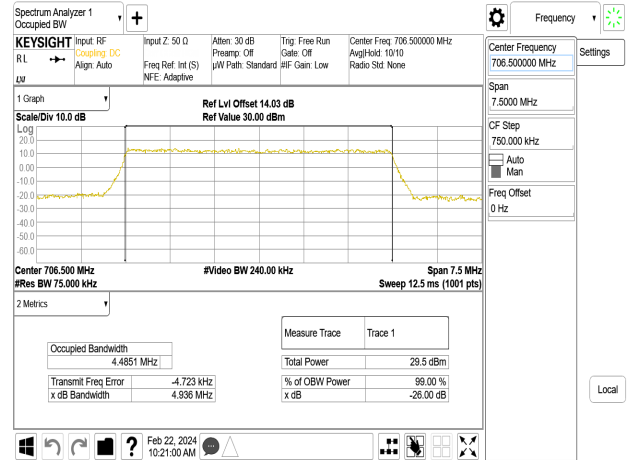 Spectrum Analyzer 1
Occupied BW
Frequency
KEYSIGHT
Input: RF
Input Z: 50 Ω
Atten: 30 dB
Trig: Free Run
Center Freq: 706.500000 MHz
RL
Coupling: DC
Preamp: Off
Gate: Off
Avg|Hold: 10/10
Align: Auto
Freq Ref: Int (S)
µW Path: Standard
#IF Gain: Low
Radio Std: None
NFE: Adaptive
LXI
Center Frequency
706.500000 MHz
Settings
Span
7.5000 MHz
CF Step
750.000 kHz
Auto
Man
Freq Offset
0 Hz
Local
1 Graph
Ref Lvl Offset 14.03 dB
Scale/Div 10.0 dB
Ref Value 30.00 dBm
Log
20.0
10.0
0.00
-10.0
-20.0
-30.0
-40.0
-50.0
-60.0
Center 706.500 MHz
#Video BW 240.00 kHz
Span 7.5 MHz
#Res BW 75.000 kHz
Sweep 12.5 ms (1001 pts)
2 Metrics
Measure Trace
Trace 1
Occupied Bandwidth
4.4851 MHz
Total Power
29.5 dBm
Transmit Freq Error
-4.723 kHz
% of OBW Power
99.00 %
x dB Bandwidth
4.936 MHz
x dB
-26.00 dB
?
Feb 22, 2024
10:21:00 AM